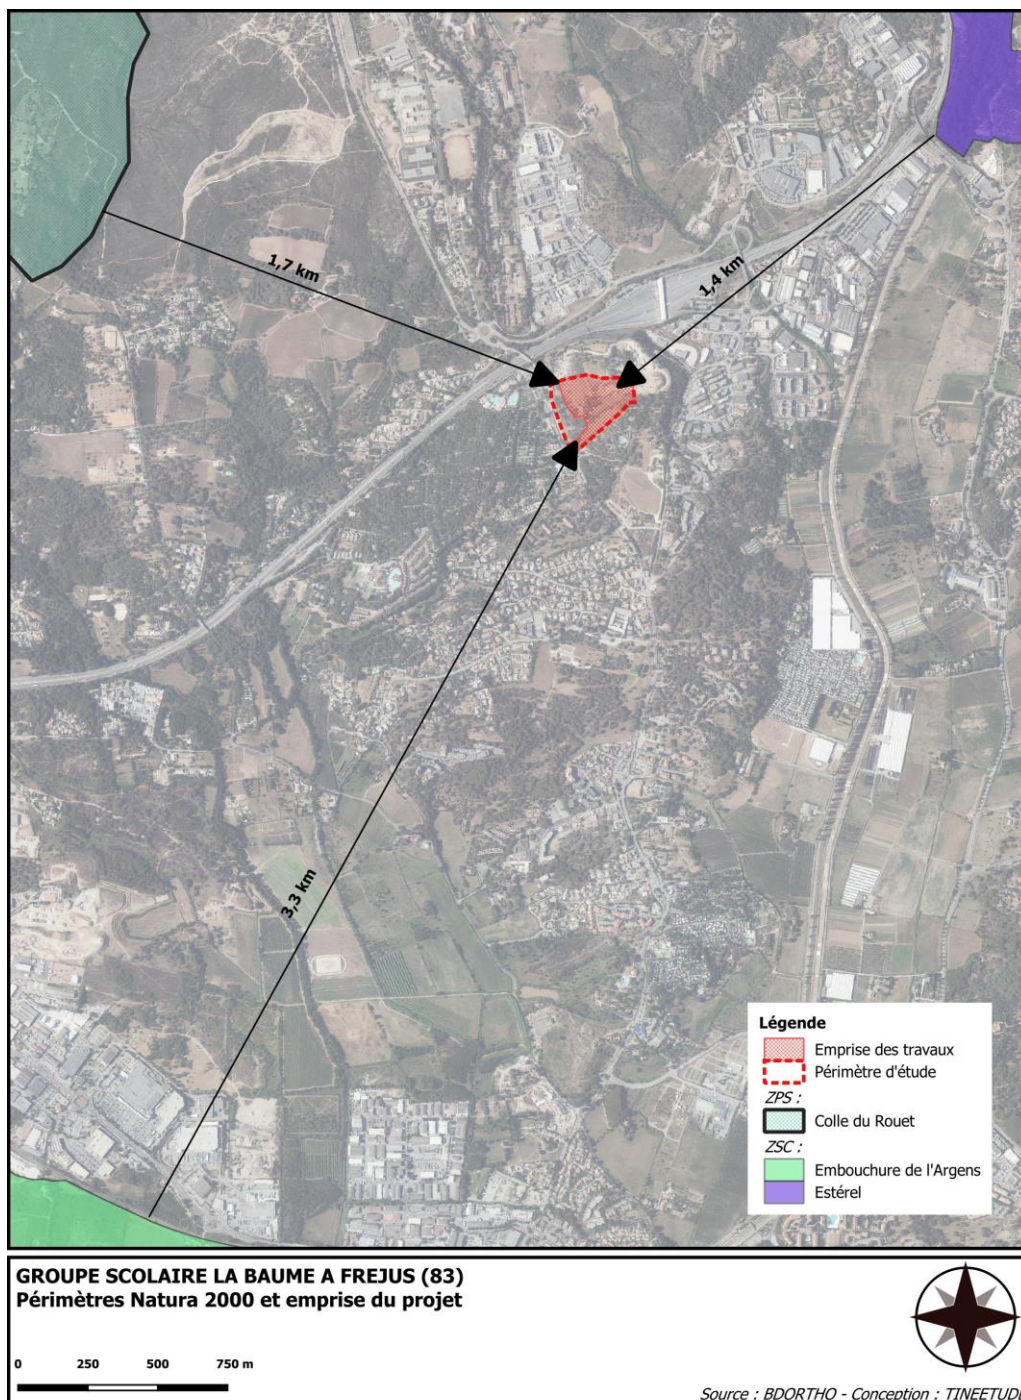 1,7 km
1,4 km
3,3 km
Légende
Emprise des travaux
Périmètre d'étude
ZPS :
Colle du Rouet
ZSC :
Embouchure de l'Argens
Estérel
GROUPE SCOLAIRE LA BAUME A FREJUS (83)
Périmètres Natura 2000 et emprise du projet
0 250 500 750 m
Source : BDORTHO - Conception : TINEETUDE